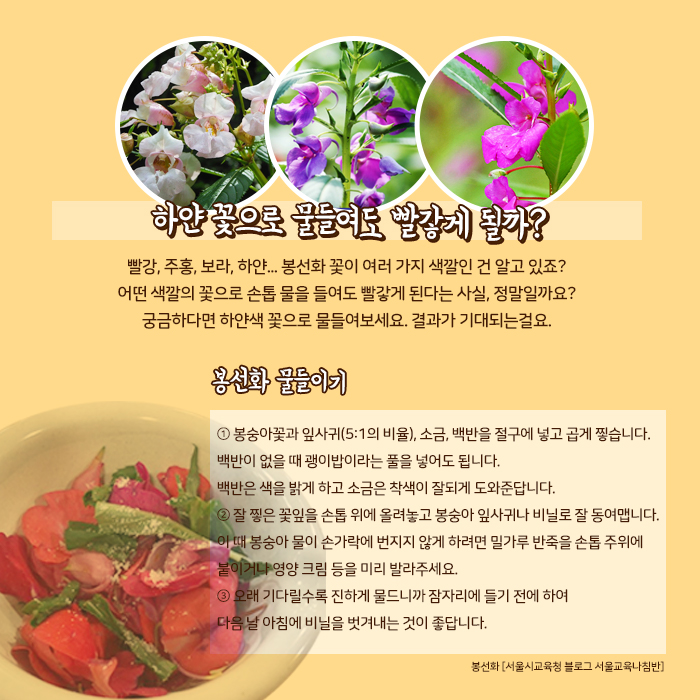 하얀 꽃으로 물들여도 빨갛게 될까?
빨강, 주홍, 보라, 하얀... 봉선화 꽃이 여러 가지 색깔인 건 알고 있죠?
어떤 색깔의 꽃으로 손톱 물을 들여도 빨갛게 된다는 사실, 정말일까요?
궁금하다면 하얀색 꽃으로 물들여보세요. 결과가 기대되는걸요.
봉선화 물들이기
① 봉숭아꽃과 잎사귀(5:1의 비율), 소금, 백반을 절구에 넣고 곱게 찧습니다.
백반이 없을 때 괭이밥이라는 풀을 넣어도 됩니다.
백반은 색을 밝게 하고 소금은 착색이 잘되게 도와준답니다.
② 잘 찧은 꽃잎을 손톱 위에 올려놓고 봉숭아 잎사귀나 비닐로 잘 동여맵니다.
이 때 봉숭아 물이 손가락에 번지지 않게 하려면 밀가루 반죽을 손톱 주위에
붙이거나 영양 크림 등을 미리 발라주세요.
③ 오래 기다릴수록 진하게 물드니까 잠자리에 들기 전에 하여
다음 날 아침에 비닐을 벗겨내는 것이 좋답니다.
봉선화 [서울시교육청 블로그 서울교육나침반]